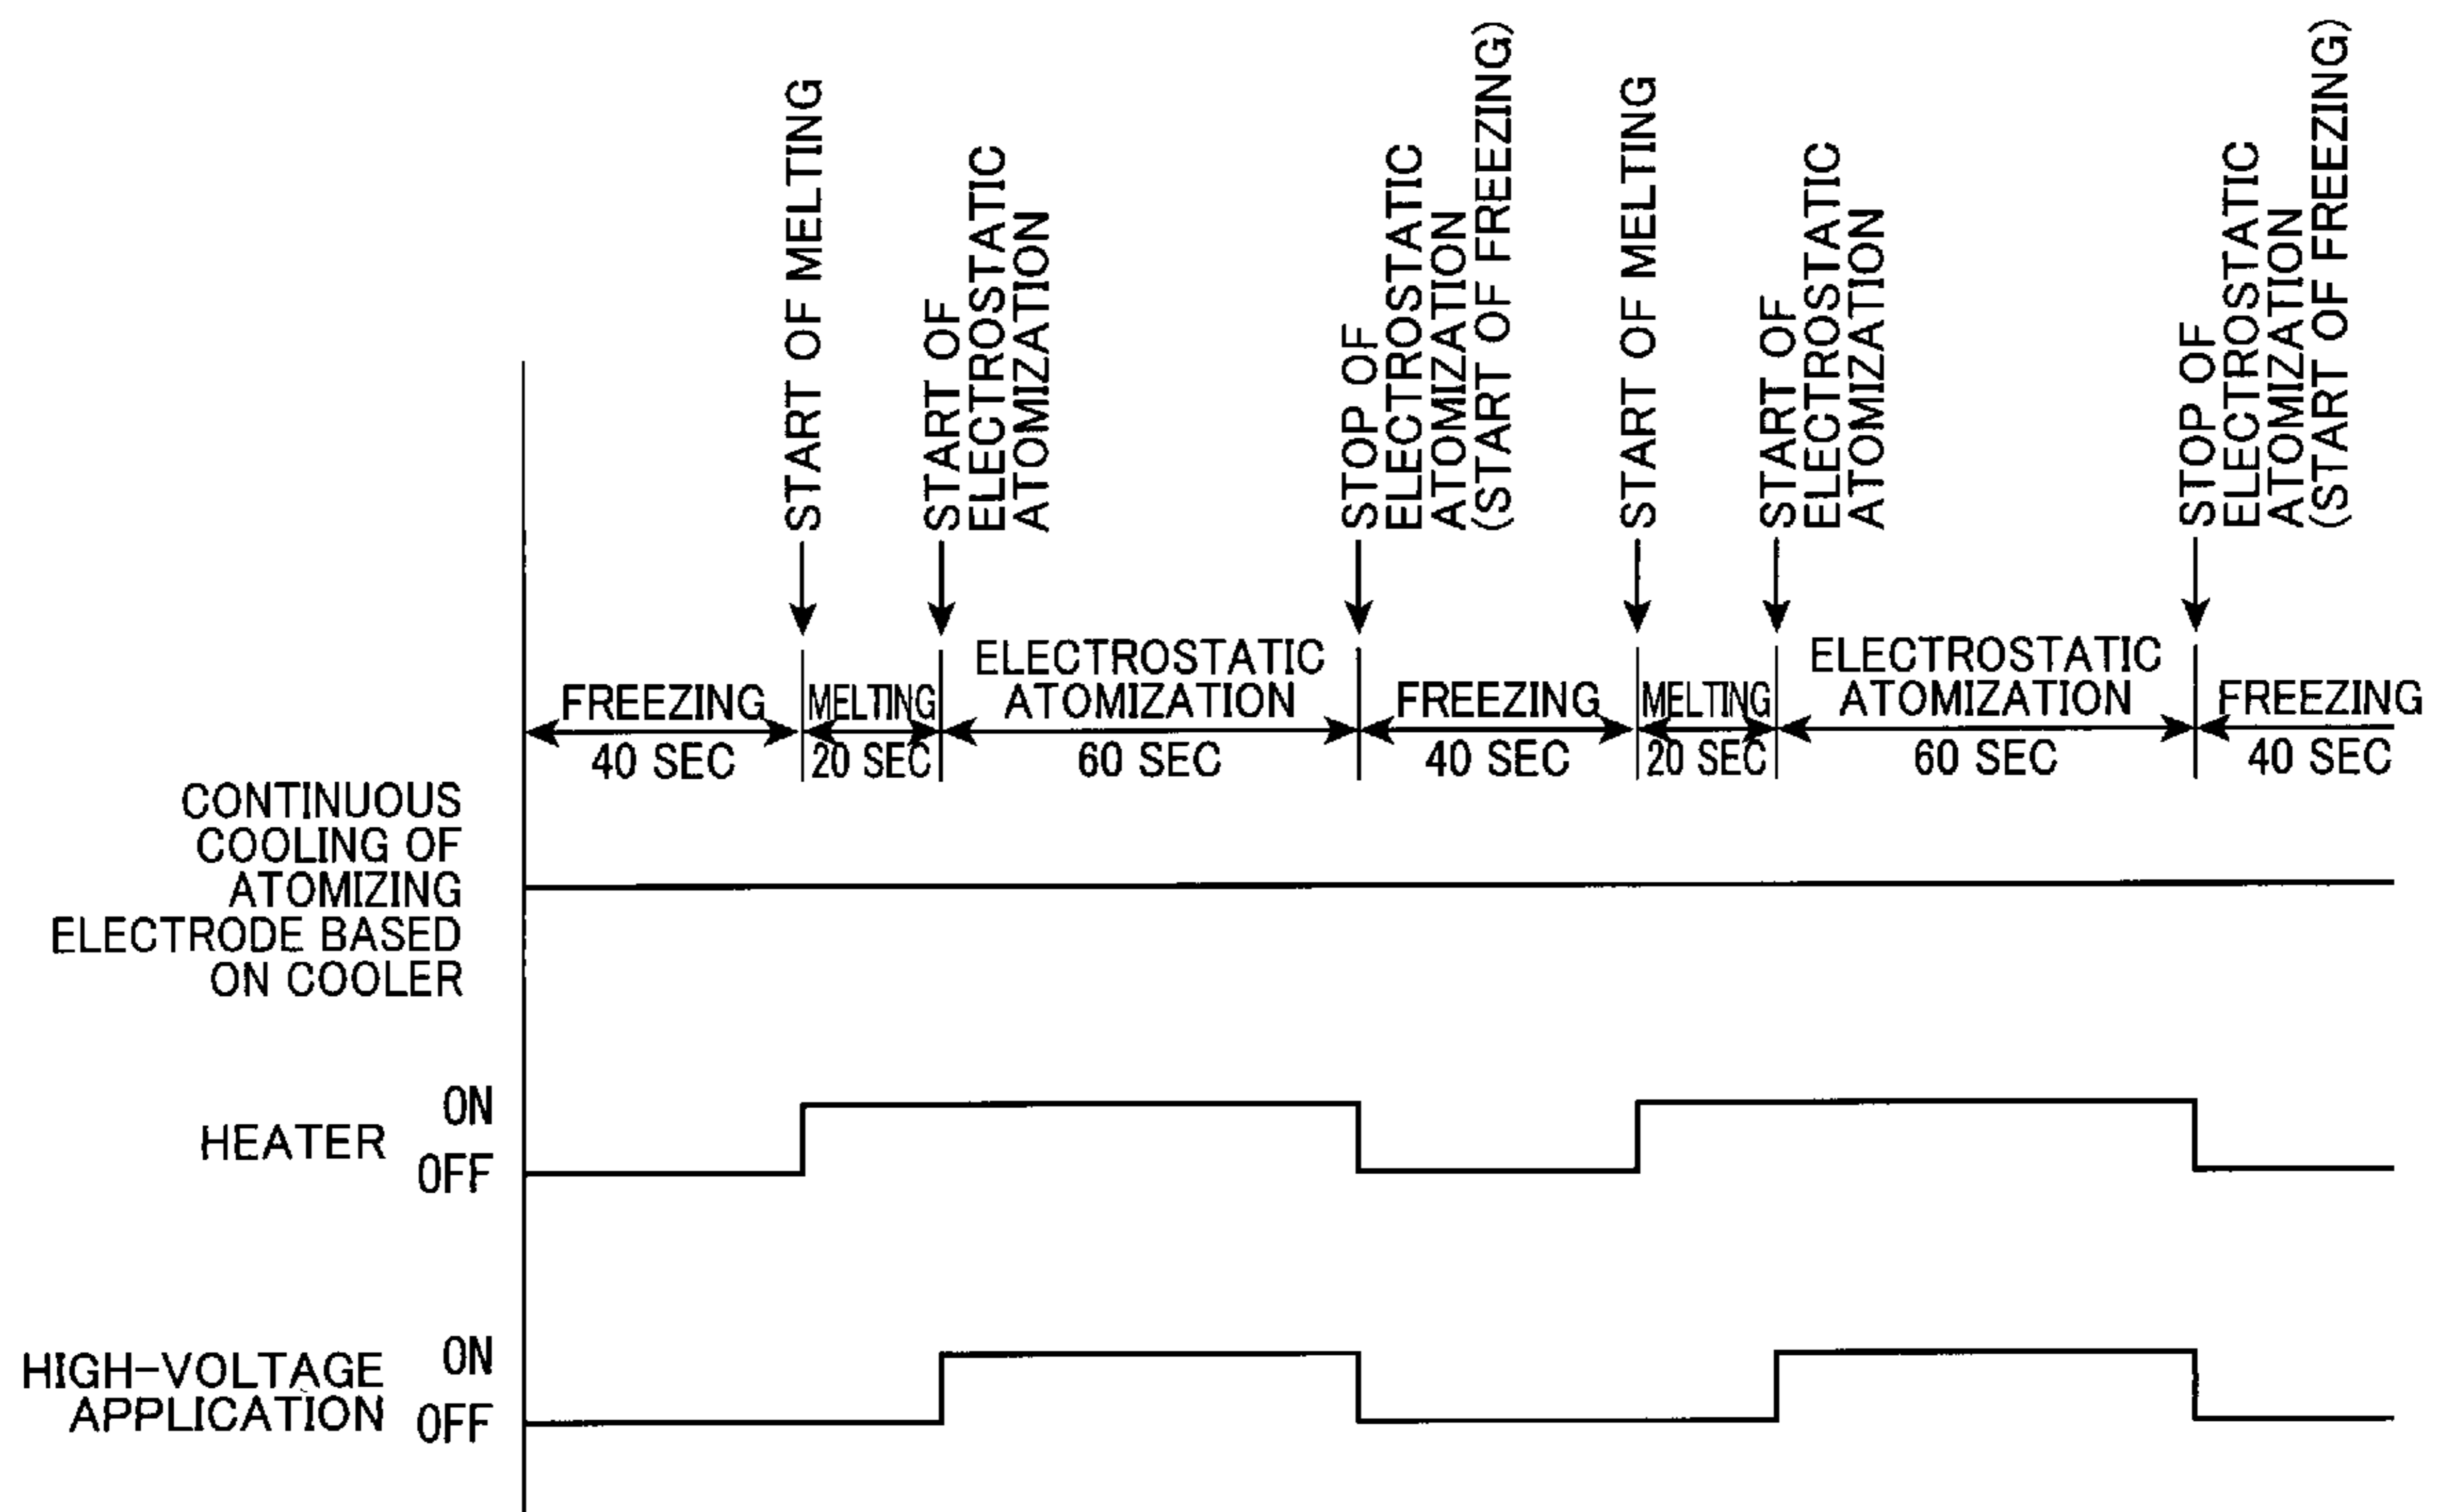 START OF MELTING
START OF
ELECTROSTATIC
ATOMIZATION
STOP OF
ELECTROSTATIC
ATOMIZATION
(START OF FREEZING)
START OF MELTING
START OF
ELECTROSTATIC
ATOMIZATION
STOP OF
ELECTROSTATIC
ATOMIZATION
(START OF FREEZING)
FREEZING
40 SEC
MELTING
20 SEC
ELECTROSTATIC
ATOMIZATION
60 SEC
FREEZING
40 SEC
MELTING
20 SEC
ELECTROSTATIC
ATOMIZATION
60 SEC
FREEZING
40 SEC
CONTINUOUS
COOLING OF
ATOMIZING
ELECTRODE BASED
ON COOLER
HEATER
ON
OFF
HIGH-VOLTAGE
APPLICATION
ON
OFF